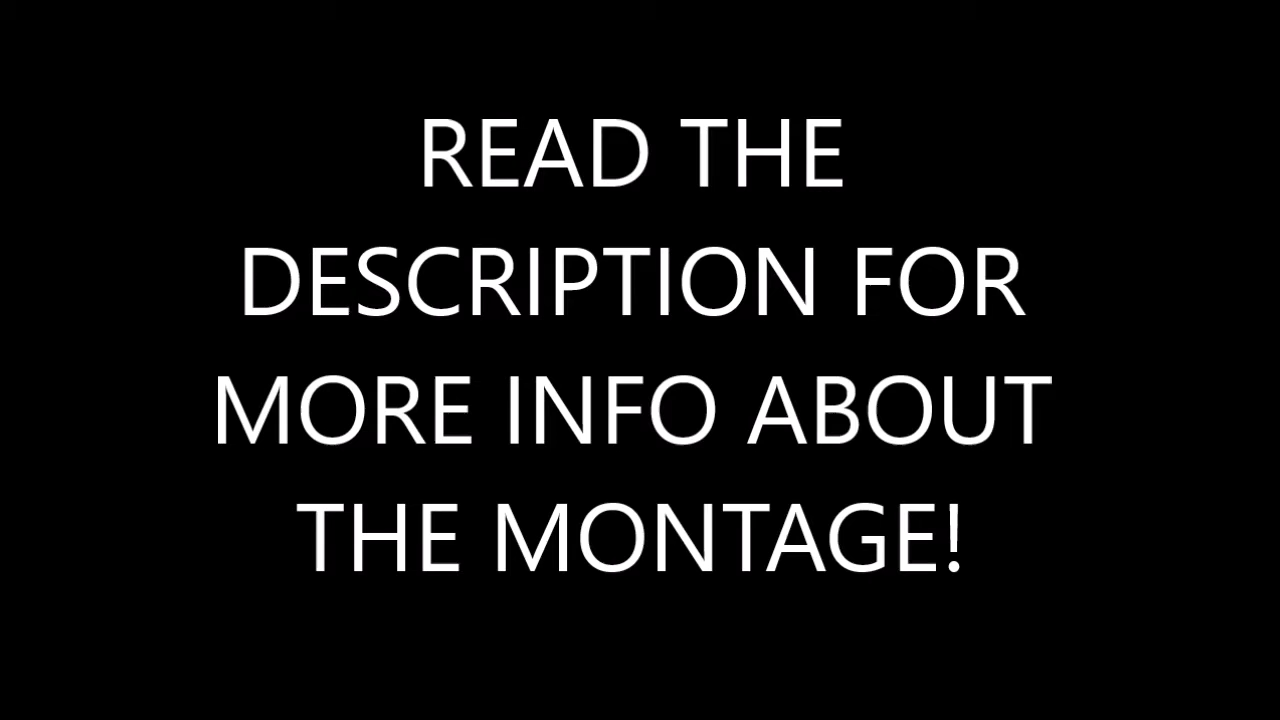 READ THE
DESCRIPTION FOR
MORE INFO ABOUT
THE MONTAGE!